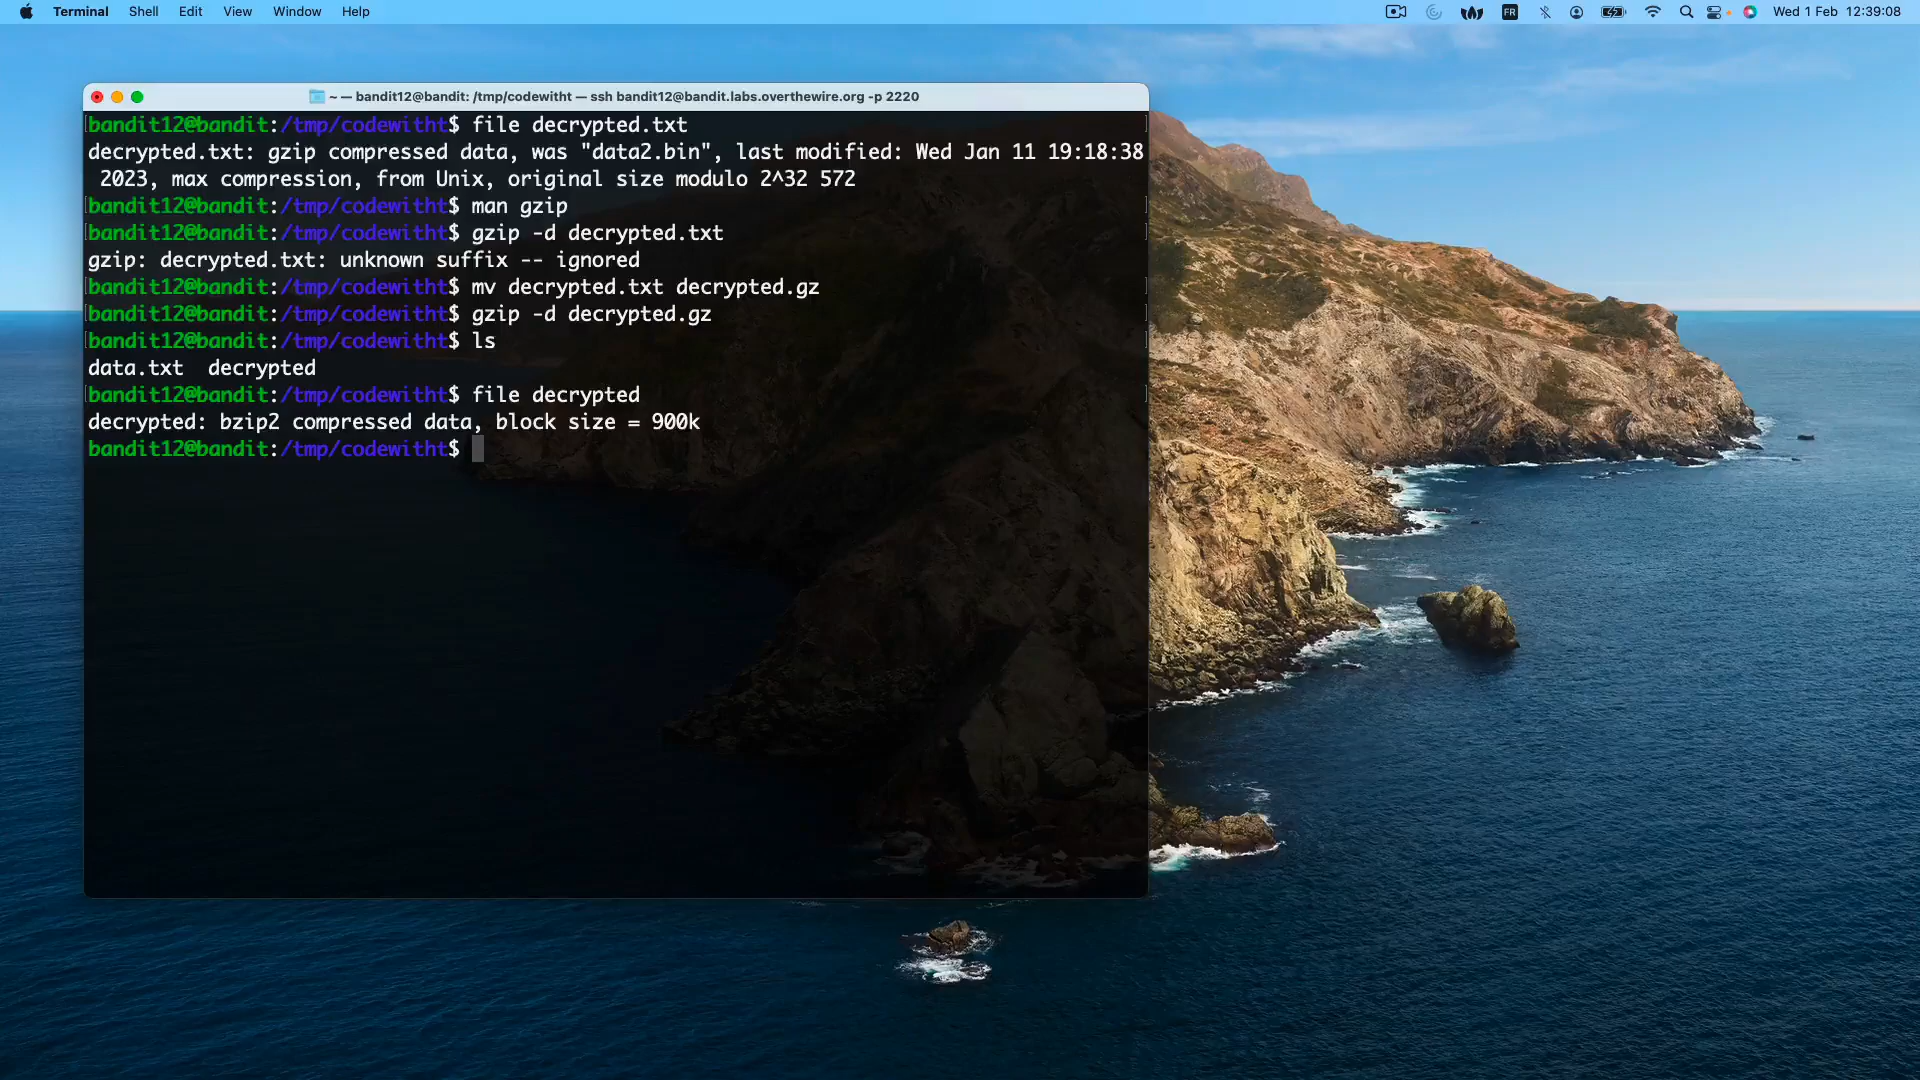 Terminal Shell Edit View Window Help FR Wed 1 Feb 12:39:08
~ — bandit12@bandit: /tmp/codewitht — ssh bandit12@bandit.labs.overthewire.org -p 2220
bandit12@bandit:/tmp/codewitht$ file decrypted.txt
decrypted.txt: gzip compressed data, was "data2.bin", last modified: Wed Jan 11 19:18:38
2023, max compression, from Unix, original size modulo 2^32 572
bandit12@bandit:/tmp/codewitht$ man gzip
bandit12@bandit:/tmp/codewitht$ gzip -d decrypted.txt
gzip: decrypted.txt: unknown suffix -- ignored
bandit12@bandit:/tmp/codewitht$ mv decrypted.txt decrypted.gz
bandit12@bandit:/tmp/codewitht$ gzip -d decrypted.gz
bandit12@bandit:/tmp/codewitht$ ls
data.txt  decrypted
bandit12@bandit:/tmp/codewitht$ file decrypted
decrypted: bzip2 compressed data, block size = 900k
bandit12@bandit:/tmp/codewitht$